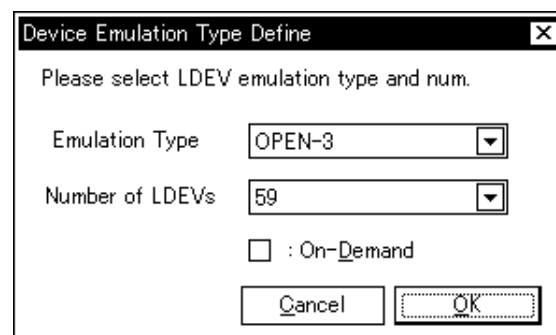 Device Emulation Type Define
Please select LDEV emulation type and num.
Emulation Type OPEN-3
Number of LDEVs 59
: On-Demand
Cancel OK